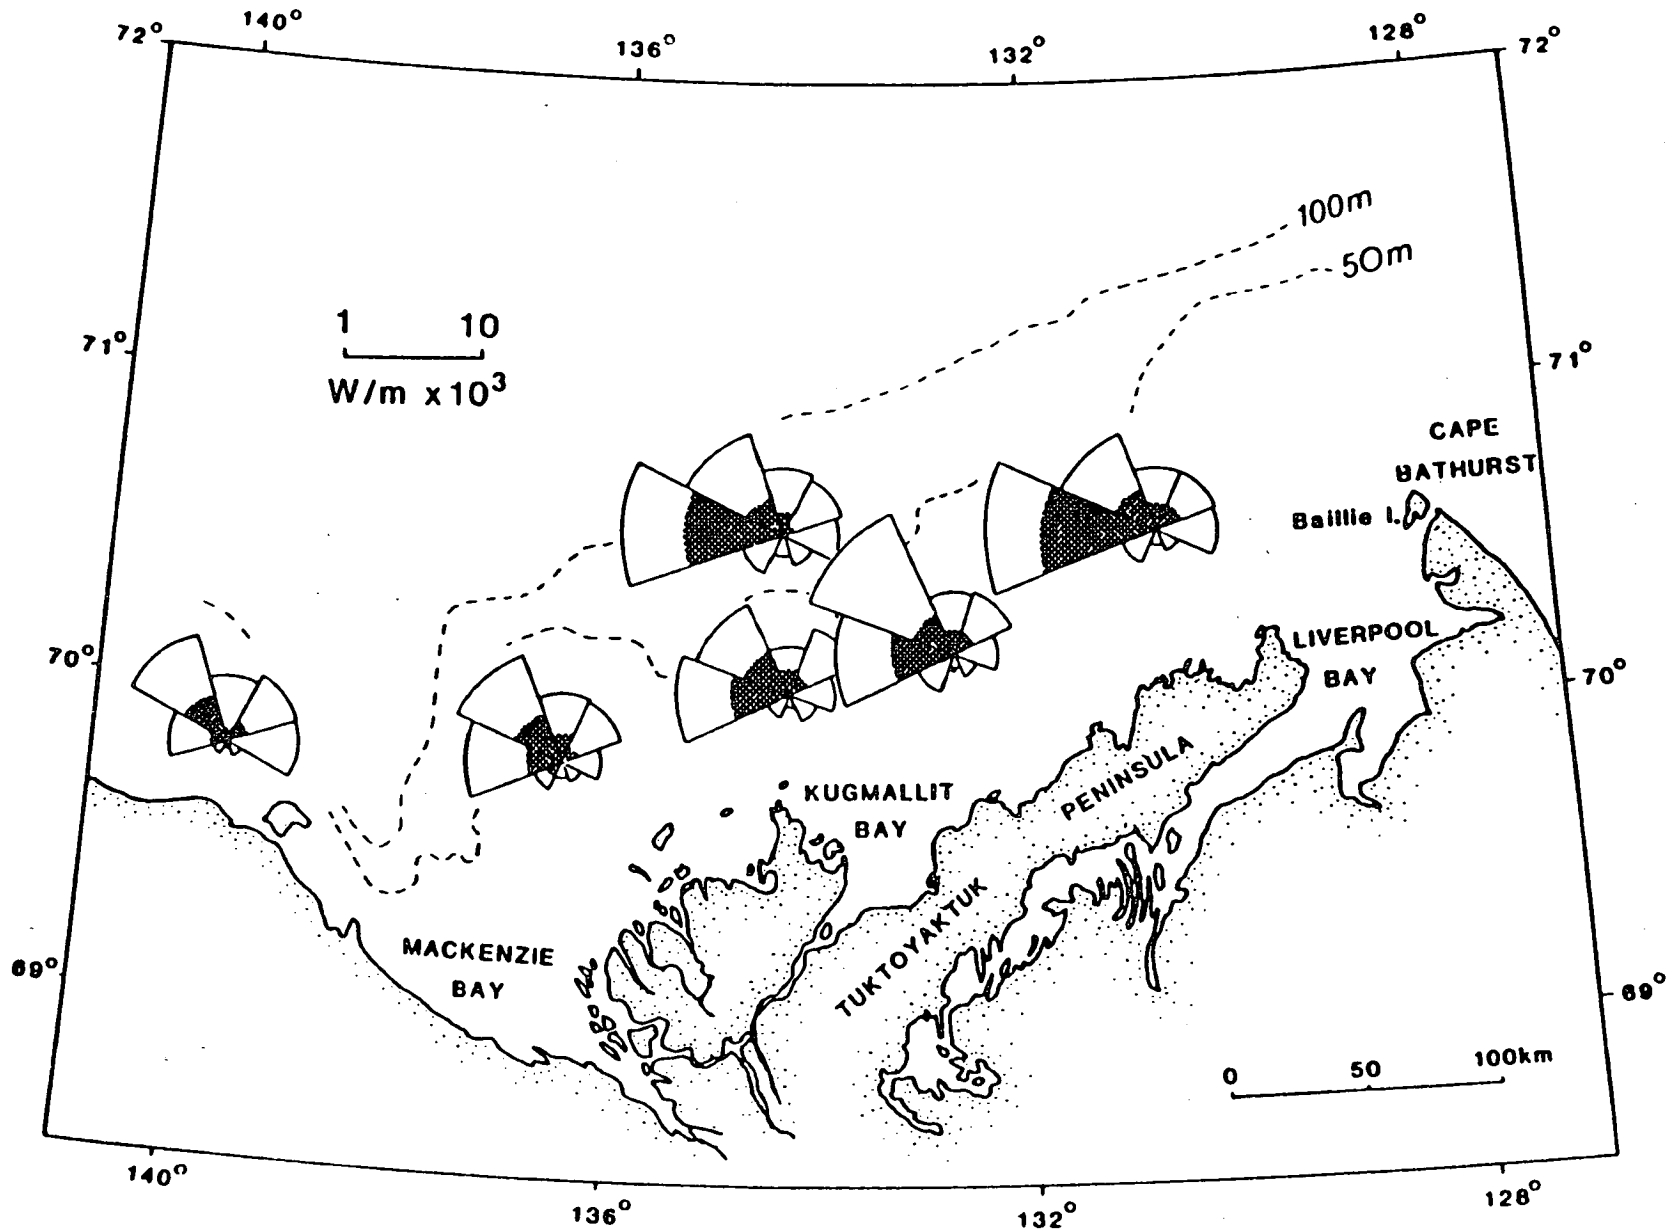 140°
72°
136°
132°
128°
72°
100m
50m
1 10
W/m x10³
71°
71°
CAPE
BATHURST
Baillie I.
LIVERPOOL
BAY
70°
70°
KUGMALLIT
BAY
PENINSULA
TUKTOYAKTUK
MACKENZIE
BAY
69°
69°
0 50 100km
140°
136°
132°
128°